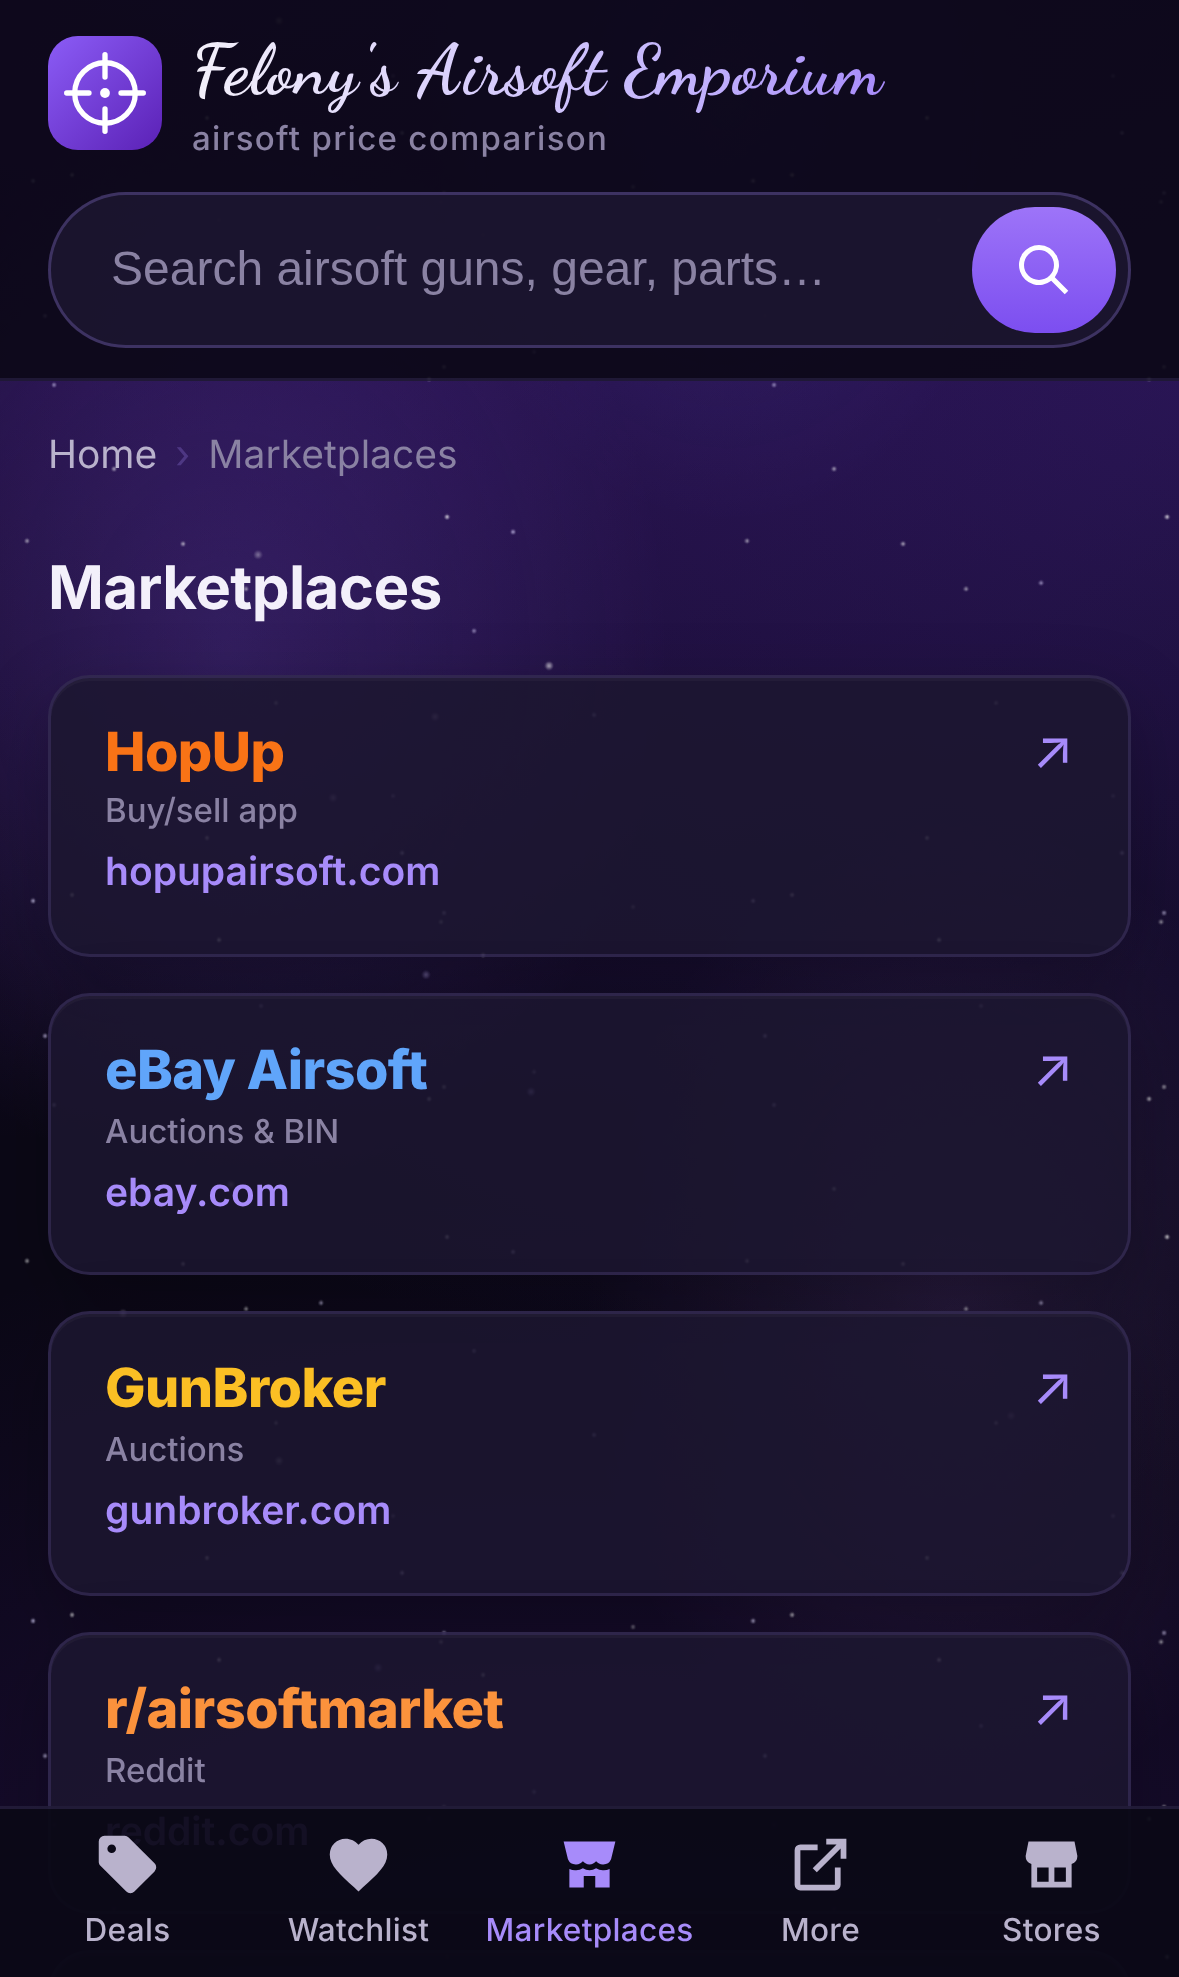 Felony's Airsoft Emporium
airsoft price comparison
Search airsoft guns, gear, parts…
Home › Marketplaces
Marketplaces
HopUp
Buy/sell app
hopupairsoft.com
eBay Airsoft
Auctions & BIN
ebay.com
GunBroker
Auctions
gunbroker.com
r/airsoftmarket
Reddit
reddit.com
Deals Watchlist Marketplaces More Stores